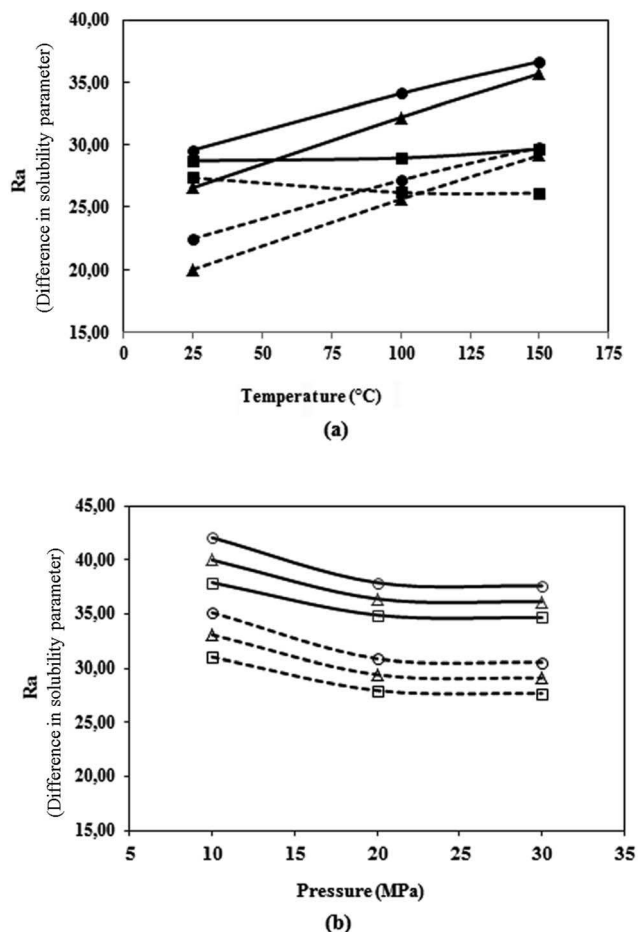 40,00
35,00
30,00
25,00
20,00
15,00
Ra
(Difference in solubility parameter)
0 25 50 75 100 125 150 175
Temperature (°C)
(a)
45,00
40,00
35,00
30,00
25,00
20,00
15,00
Ra
(Difference in solubility parameter)
5 10 15 20 25 30 35
Pressure (MPa)
(b)